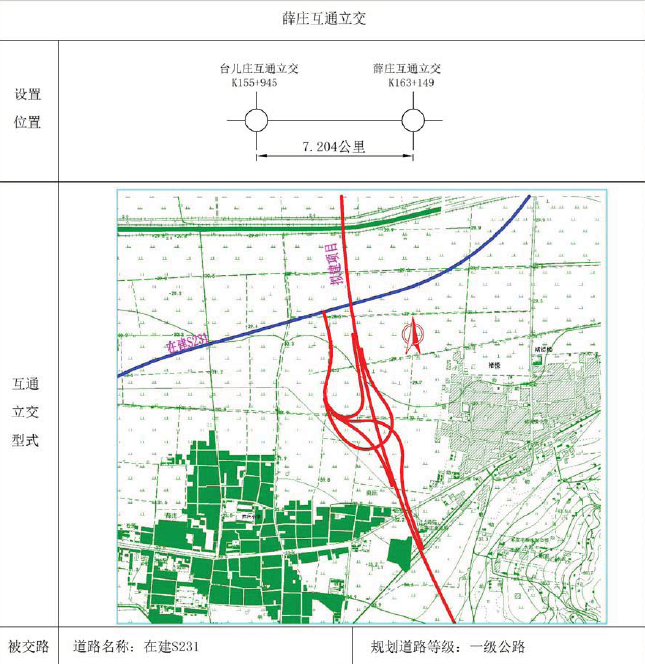 薛庄互通立交
设置
位置
台儿庄互通立交
K155+945
薛庄互通立交
K163+149
7.204公里
互通
立交
型式
拟建项目
在建S231
被交路
道路名称：在建S231
规划道路等级：一级公路